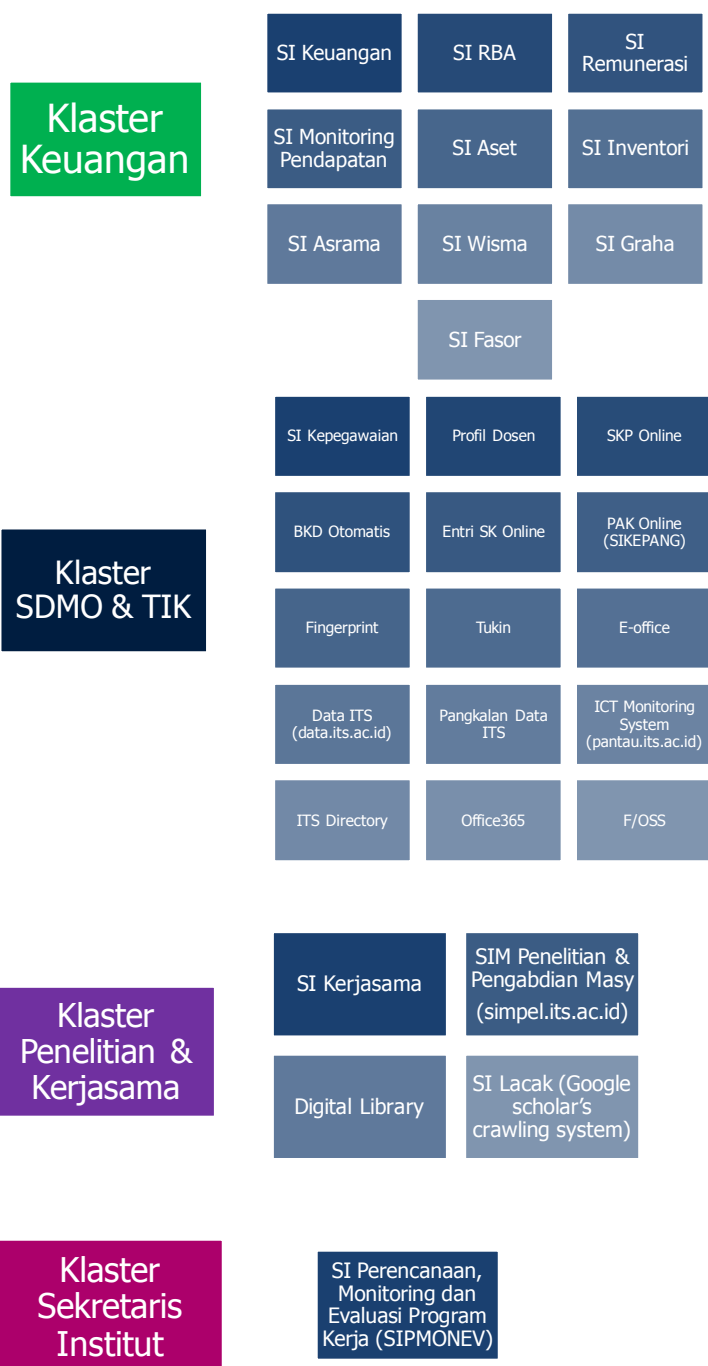 Klaster
Keuangan
SI Keuangan
SI RBA
SI
Remunerasi
SI Monitoring
Pendapatan
SI Aset
SI Inventori
SI Asrama
SI Wisma
SI Graha
SI Fasor
Klaster
SDMO & TIK
SI Kepegawaian
Profil Dosen
SKP Online
BKD Otomatis
Entri SK Online
PAK Online
(SIKEPANG)
Fingerprint
Tukin
E-office
Data ITS
(data.its.ac.id)
Pangkalan Data
ITS
ICT Monitoring
System
(pantau.its.ac.id)
ITS Directory
Office365
F/OSS
Klaster
Penelitian &
Kerjasama
SI Kerjasama
SIM Penelitian &
Pengabdian Masy
(simpel.its.ac.id)
Digital Library
SI Lacak (Google
scholar's
crawling system)
Klaster
Sekretaris
Institut
SI Perencanaan,
Monitoring dan
Evaluasi Program
Kerja (SIPMONEV)